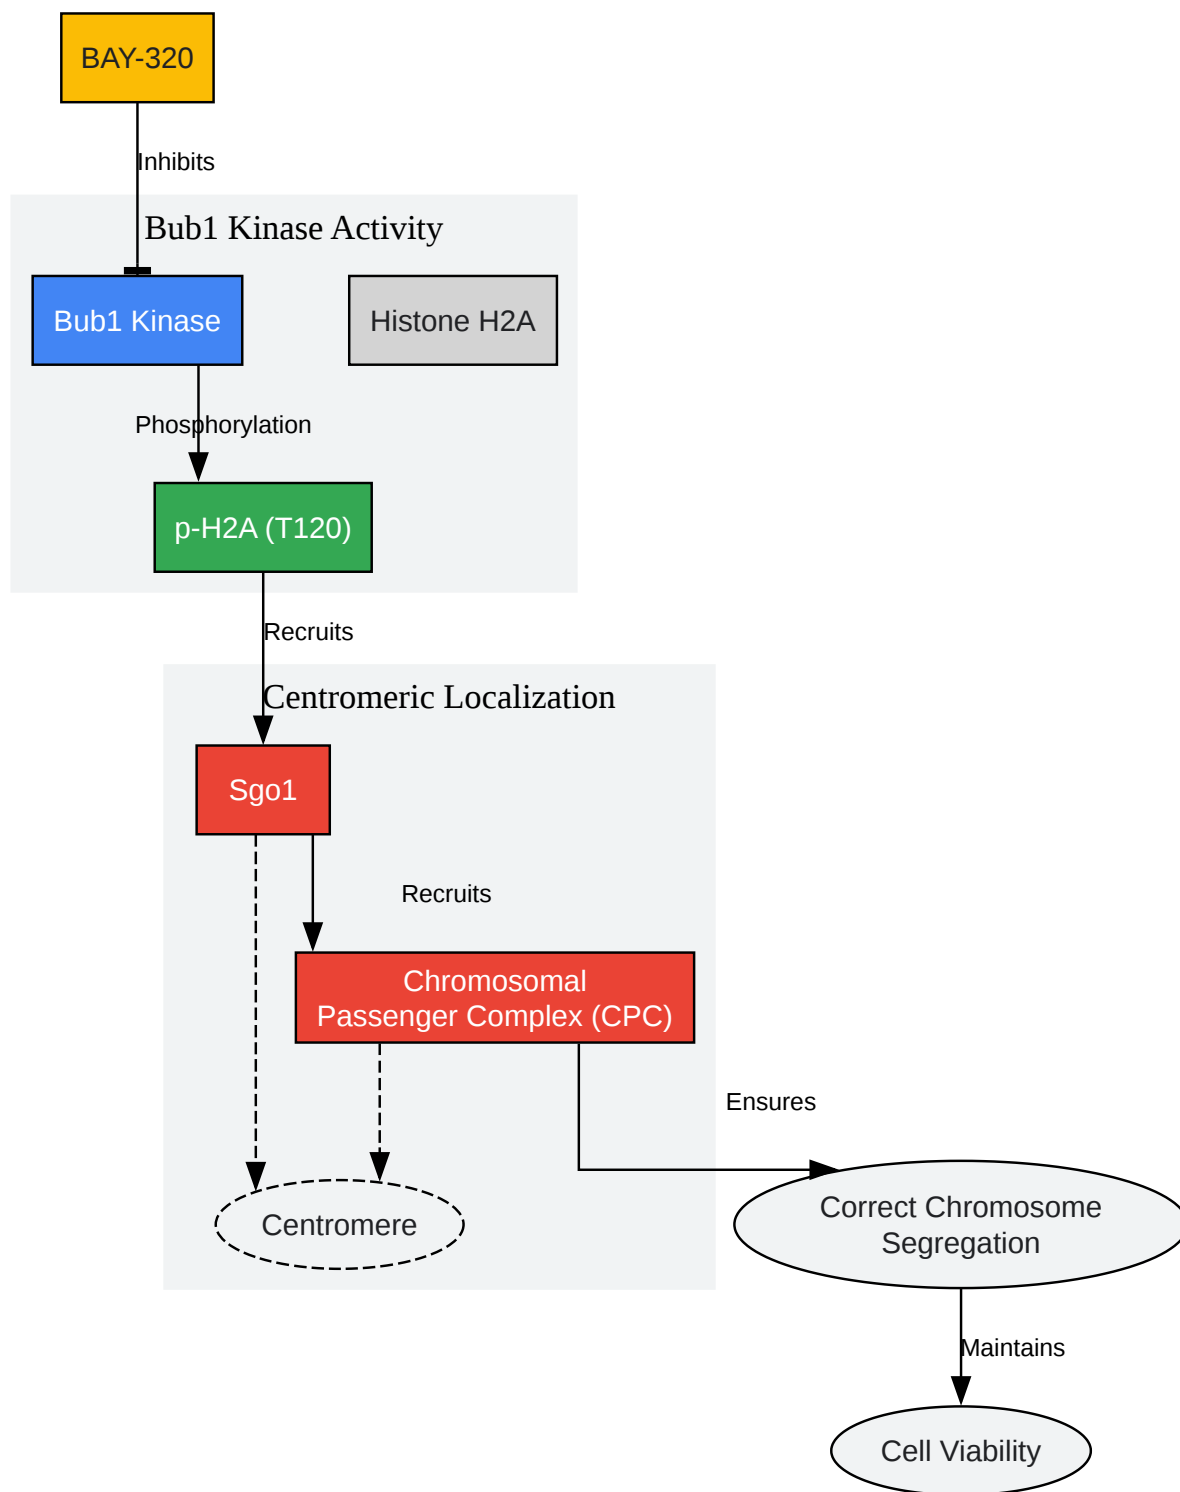 BAY-320
Inhibits
Bub1 Kinase Activity
Bub1 Kinase
Histone H2A
Phosphorylation
p-H2A (T120)
Recruits
Centromeric Localization
Sgo1
Recruits
Chromosomal
Passenger Complex (CPC)
Ensures
Centromere
Correct Chromosome
Segregation
Maintains
Cell Viability